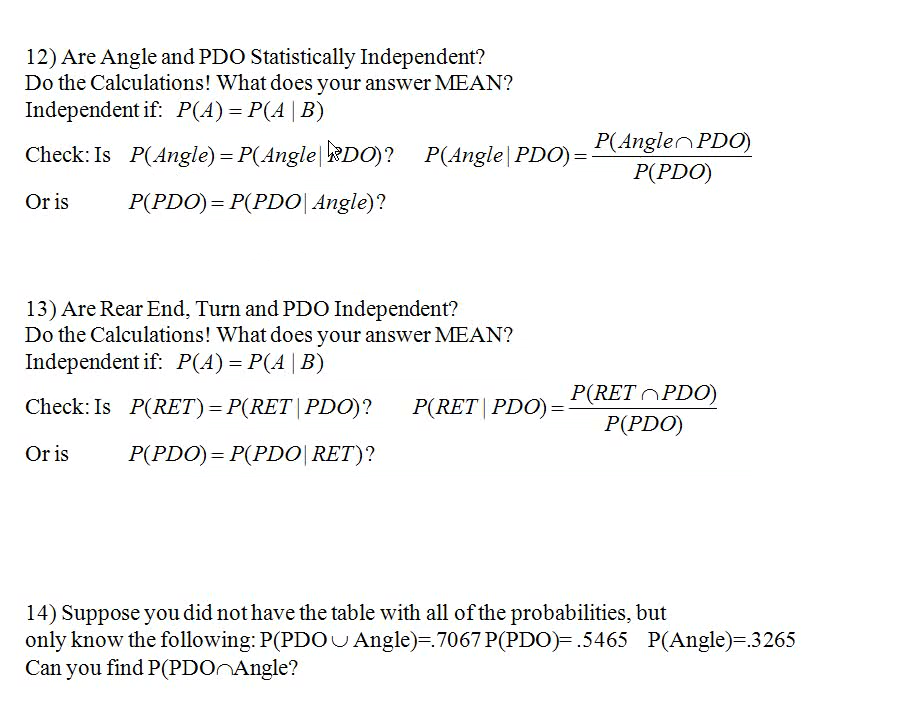 12) Are Angle and PDO Statistically Independent?
Do the Calculations! What does your answer MEAN?
Independent if: P(A) = P(A | B)
Check: Is P(Angle) = P(Angle | PDO)? P(Angle | PDO) = P(Angle∩PDO) / P(PDO)
Or is P(PDO) = P(PDO | Angle)?
13) Are Rear End, Turn and PDO Independent?
Do the Calculations! What does your answer MEAN?
Independent if: P(A) = P(A | B)
Check: Is P(RET) = P(RET | PDO)? P(RET | PDO) = P(RET ∩ PDO) / P(PDO)
Or is P(PDO) = P(PDO | RET)?
14) Suppose you did not have the table with all of the probabilities, but
only know the following: P(PDO ∪ Angle)=.7067 P(PDO)= .5465 P(Angle)=.3265
Can you find P(PDO∩Angle?